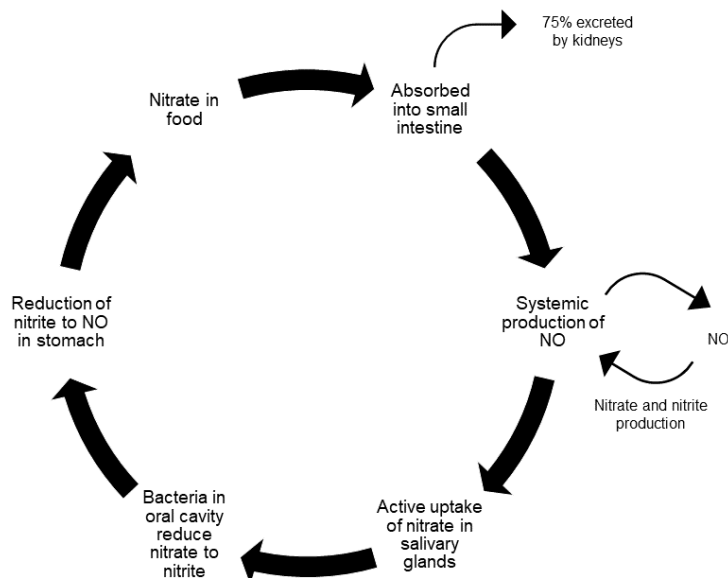 75% excreted
by kidneys
Nitrate in
food
Absorbed
into small
intestine
Systemic
production of
NO
NO
Nitrate and nitrite
production
Active uptake
of nitrate in
salivary
glands
Bacteria in
oral cavity
reduce
nitrate to
nitrite
Reduction of
nitrite to NO
in stomach